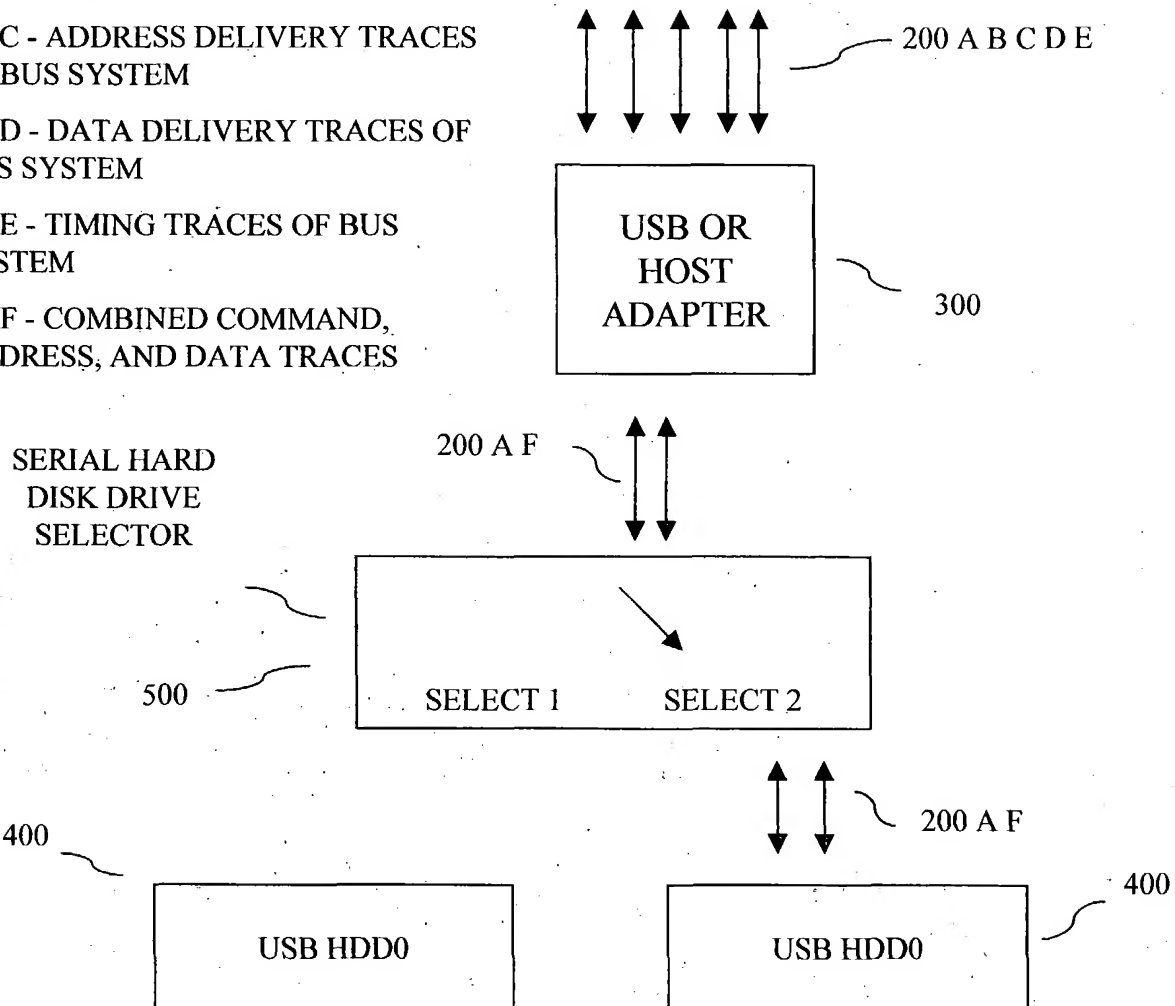 C - ADDRESS DELIVERY TRACES
BUS SYSTEM
D - DATA DELIVERY TRACES OF
S SYSTEM
E - TIMING TRACES OF BUS
STEM
F - COMBINED COMMAND,
DRESS, AND DATA TRACES
200 A B C D E
USB OR
HOST
ADAPTER
300
200 A F
SERIAL HARD
DISK DRIVE
SELECTOR
500
SELECT 1 SELECT 2
200 A F
400
400
USB HDD0 USB HDD0